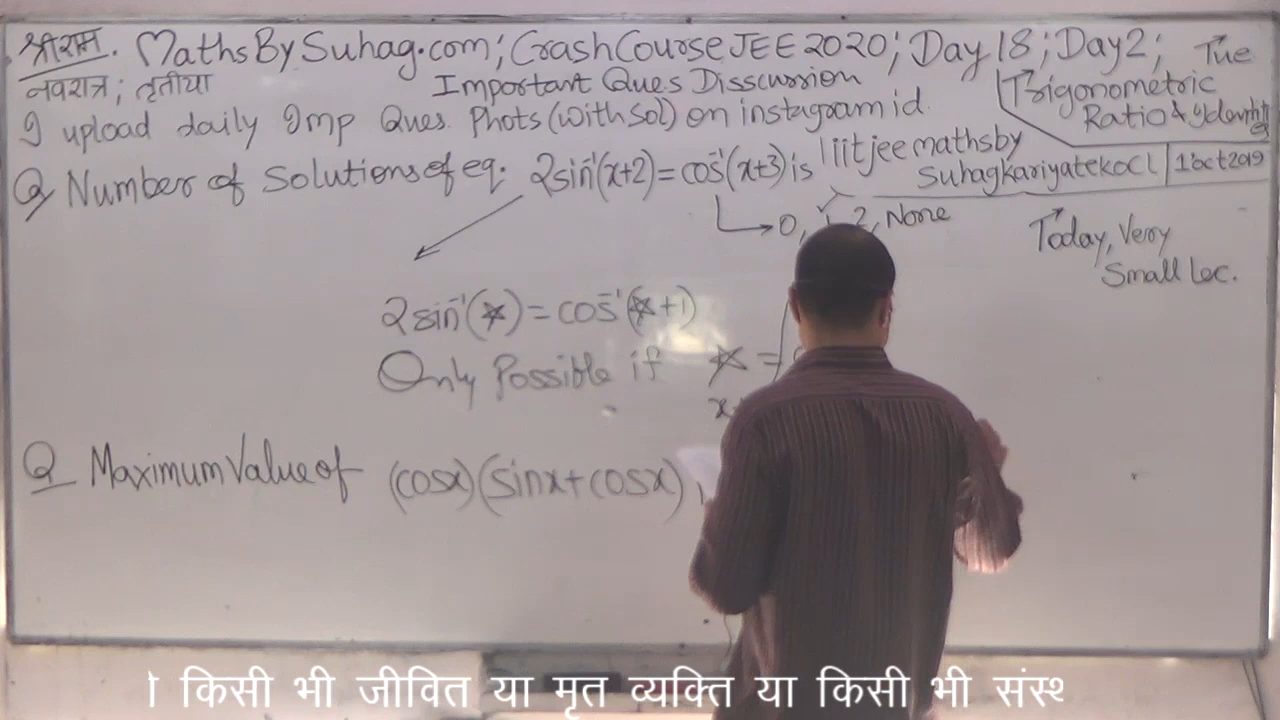 श्रीराम. MathsBySuhag.com; CrashCourse JEE 2020; Day 18; Day2; Tue
नवरात्र; तृतीया Important Ques Disscussion Trigonometric
Ratio &
I upload daily Imp Ques. Phots (with sol) on instagram id.
Q Number of Solutions of eq. 2sin⁻¹(x+2)=cos⁻¹(x+3) is iitjeemathsby
suhagkariyatekoCl 1 oct 2019
0, 1, 2, None
Today, Very
Small Lec.
2sin⁻¹(☆)=cos⁻¹(☆+1)
Only Possible if ☆ =
x
Q Maximum Value of (cosx)(sinx+cosx)
किसी भी जीवित या मृत व्यक्ति या किसी भी